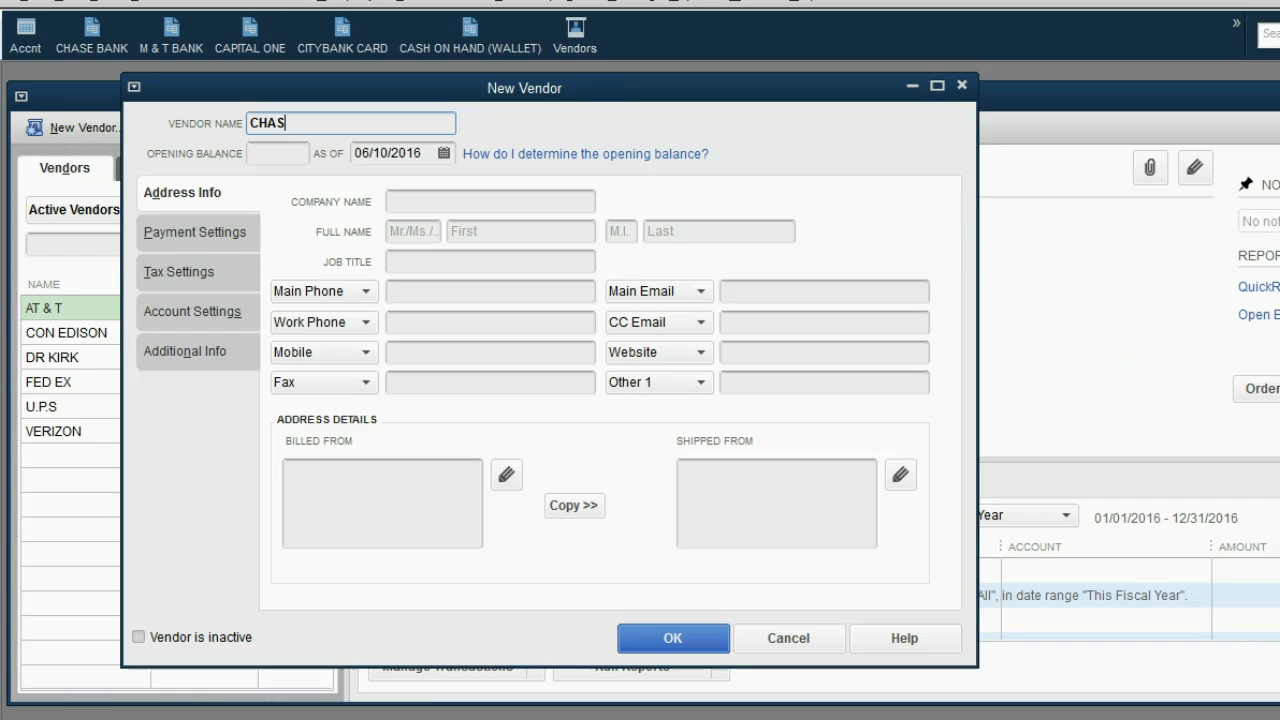 Accnt CHASE BANK M & T BANK CAPITAL ONE CITYBANK CARD CASH ON HAND (WALLET) Vendors » Sea
New Vendor
New Vendor..
VENDOR NAME CHAS
OPENING BALANCE AS OF 06/10/2016 How do I determine the opening balance?
Vendors
Active Vendors
NAME
AT & T
CON EDISON
DR KIRK
FED EX
U.P.S
VERIZON
Address Info
Payment Settings
Tax Settings
Account Settings
Additional Info
COMPANY NAME
FULL NAME Mr./Ms./.. First M.I. Last
JOB TITLE
Main Phone Main Email
Work Phone CC Email
Mobile Website
Fax Other 1
ADDRESS DETAILS
BILLED FROM SHIPPED FROM
Copy >>
Vendor is inactive
OK Cancel Help
NO
No not
REPOR
QuickR
Open B
Order
Year 01/01/2016 - 12/31/2016
ACCOUNT AMOUNT
All", in date range "This Fiscal Year".